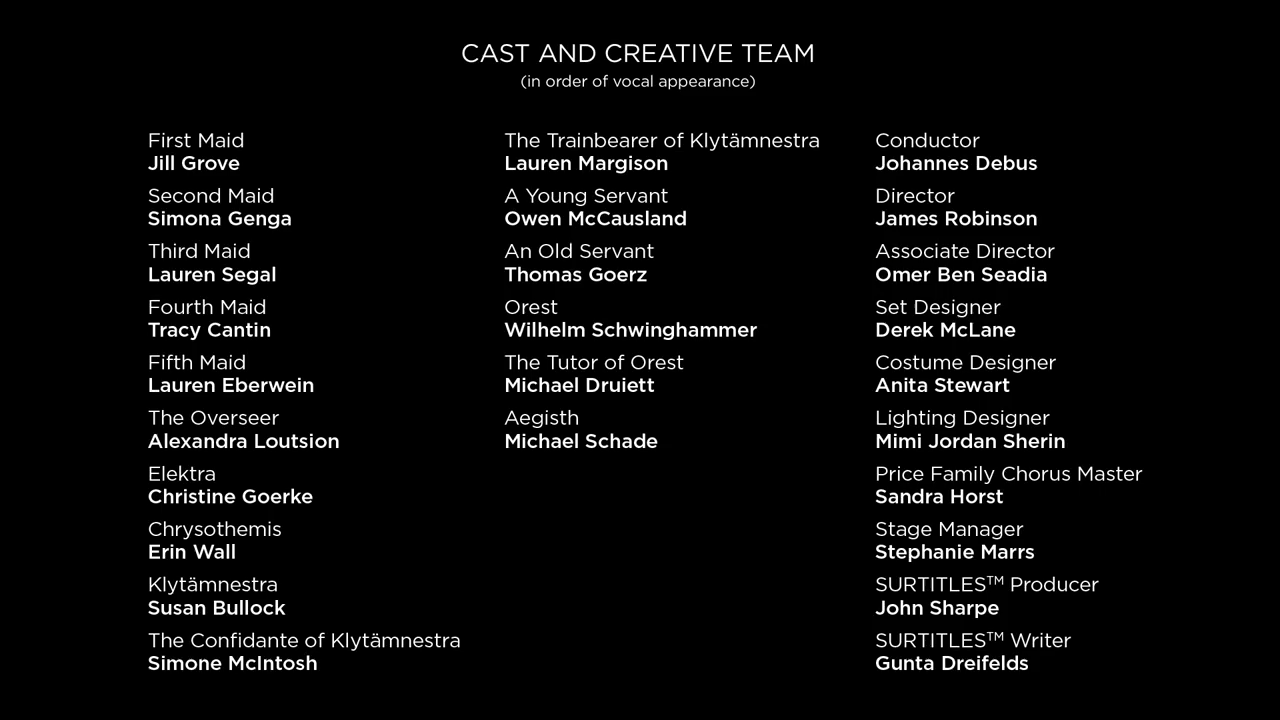 CAST AND CREATIVE TEAM
(in order of vocal appearance)
First Maid
Jill Grove
Second Maid
Simona Genga
Third Maid
Lauren Segal
Fourth Maid
Tracy Cantin
Fifth Maid
Lauren Eberwein
The Overseer
Alexandra Loutsion
Elektra
Christine Goerke
Chrysothemis
Erin Wall
Klytämnestra
Susan Bullock
The Confidante of Klytämnestra
Simone McIntosh
The Trainbearer of Klytämnestra
Lauren Margison
A Young Servant
Owen McCausland
An Old Servant
Thomas Goerz
Orest
Wilhelm Schwinghammer
The Tutor of Orest
Michael Druiett
Aegisth
Michael Schade
Conductor
Johannes Debus
Director
James Robinson
Associate Director
Omer Ben Seadia
Set Designer
Derek McLane
Costume Designer
Anita Stewart
Lighting Designer
Mimi Jordan Sherin
Price Family Chorus Master
Sandra Horst
Stage Manager
Stephanie Marrs
SURTITLES™ Producer
John Sharpe
SURTITLES™ Writer
Gunta Dreifelds